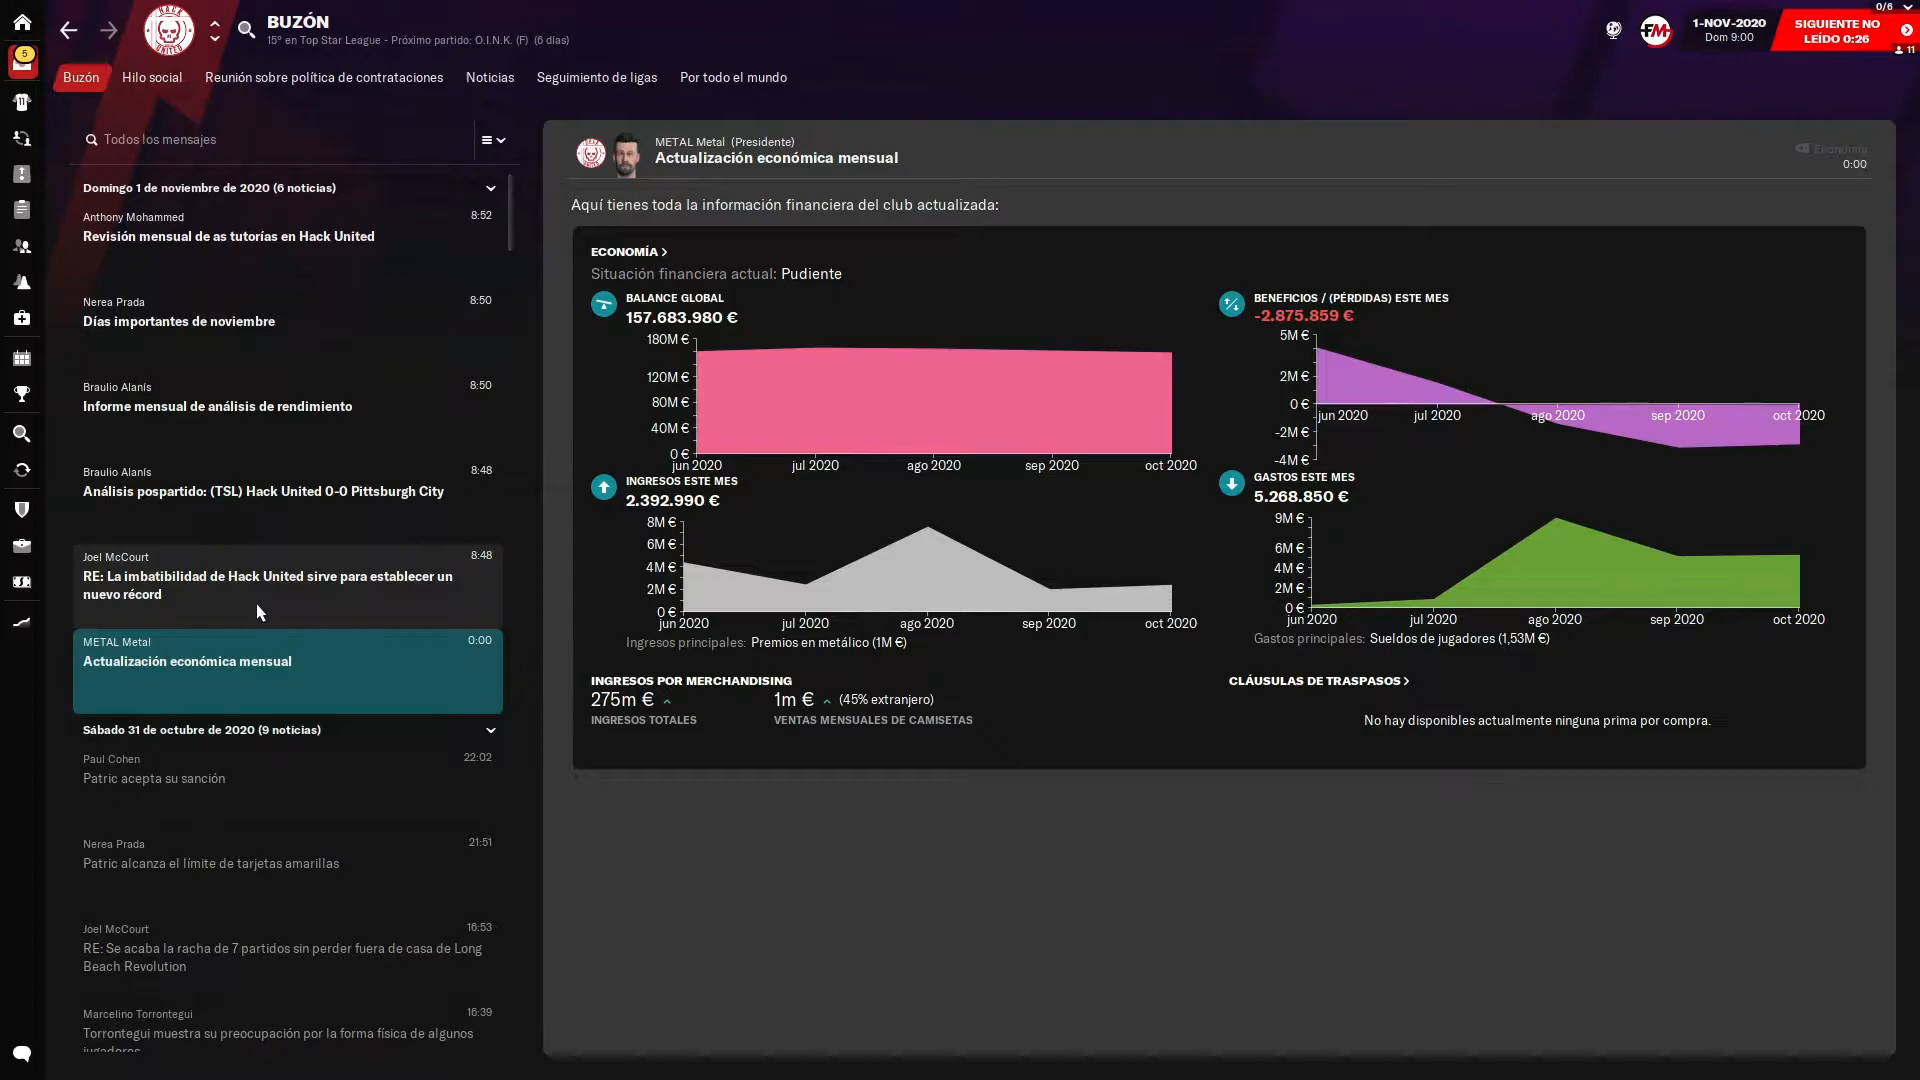 0/6
BUZÓN
15º en Top Star League - Próximo partido: O.I.N.K. (F) (6 días)
1-NOV-2020
Dom 9:00
SIGUIENTE NO
LEÍDO 0:26
11
5
HACK
UNITED
FM
Buzón
Hilo social
Reunión sobre política de contrataciones
Noticias
Seguimiento de ligas
Por todo el mundo
Todos los mensajes
Domingo 1 de noviembre de 2020 (6 noticias)
Anthony Mohammed
8:52
Revisión mensual de as tutorías en Hack United
Nerea Prada
8:50
Días importantes de noviembre
Braulio Alanís
8:50
Informe mensual de análisis de rendimiento
Braulio Alanís
8:48
Análisis pospartido: (TSL) Hack United 0-0 Pittsburgh City
Joel McCourt
8:48
RE: La imbatibilidad de Hack United sirve para establecer un
nuevo récord
METAL Metal
0:00
Actualización económica mensual
Sábado 31 de octubre de 2020 (9 noticias)
Paul Cohen
22:02
Patric acepta su sanción
Nerea Prada
21:51
Patric alcanza el límite de tarjetas amarillas
Joel McCourt
16:53
RE: Se acaba la racha de 7 partidos sin perder fuera de casa de Long
Beach Revolution
Marcelino Torrontegui
16:39
Torrontegui muestra su preocupación por la forma física de algunos
jugadores
METAL Metal (Presidente)
Actualización económica mensual
Economía
0:00
Aquí tienes toda la información financiera del club actualizada:
ECONOMÍA
Situación financiera actual: Pudiente
BALANCE GLOBAL
157.683.980 €
180M €
120M €
80M €
40M €
0 €
jun 2020
jul 2020
ago 2020
sep 2020
oct 2020
BENEFICIOS / (PÉRDIDAS) ESTE MES
-2.875.859 €
5M €
2M €
0 €
-2M €
-4M €
jun 2020
jul 2020
ago 2020
sep 2020
oct 2020
INGRESOS ESTE MES
2.392.990 €
8M €
6M €
4M €
2M €
0 €
jun 2020
jul 2020
ago 2020
sep 2020
oct 2020
Ingresos principales: Premios en metálico (1M €)
GASTOS ESTE MES
5.268.850 €
9M €
6M €
4M €
2M €
0 €
jun 2020
jul 2020
ago 2020
sep 2020
oct 2020
Gastos principales: Sueldos de jugadores (1,53M €)
INGRESOS POR MERCHANDISING
275m €
INGRESOS TOTALES
1m € (45% extranjero)
VENTAS MENSUALES DE CAMISETAS
CLÁUSULAS DE TRASPASOS
No hay disponibles actualmente ninguna prima por compra.